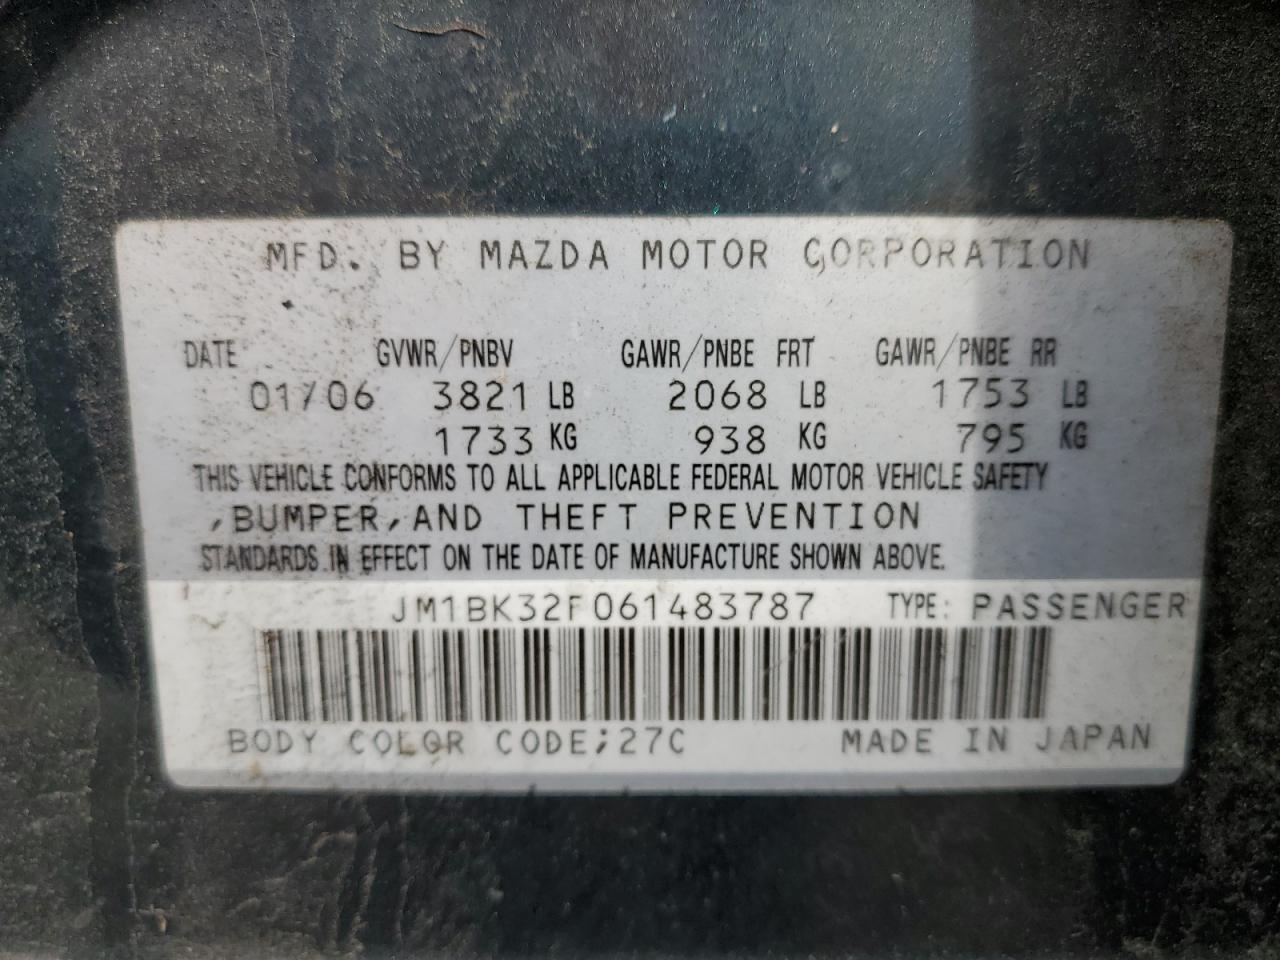 MFD. BY MAZDA MOTOR CORPORATION
DATE GVWR/PNBV GAWR/PNBE FRT GAWR/PNBE RR
01/06 3821 LB 2068 LB 1753 LB
1733 KG 938 KG 795 KG
THIS VEHICLE CONFORMS TO ALL APPLICABLE FEDERAL MOTOR VEHICLE SAFETY
,BUMPER,AND THEFT PREVENTION
STANDARDS IN EFFECT ON THE DATE OF MANUFACTURE SHOWN ABOVE.
JM1BK32F061483787 TYPE: PASSENGER
BODY COLOR CODE;27C MADE IN JAPAN